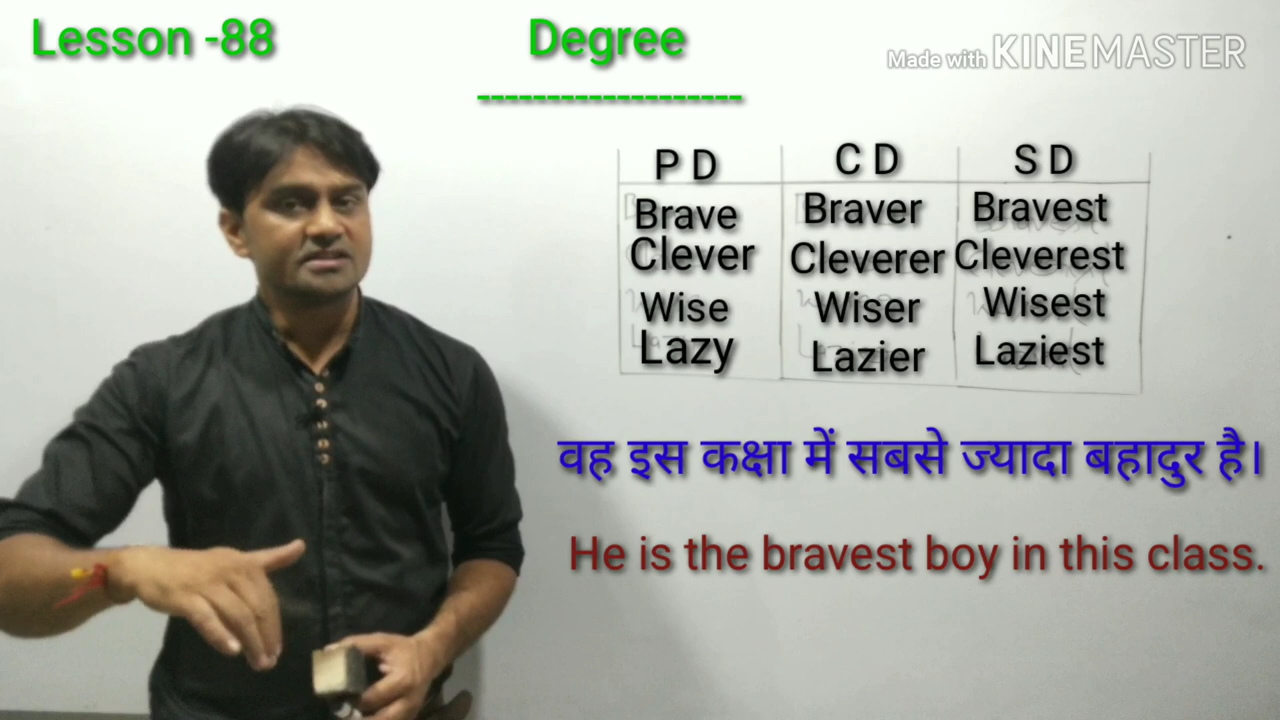 Lesson -88
Degree
Made with KINEMASTER
-------------------
P D C D S D
Brave Braver Bravest
Clever Cleverer Cleverest
Wise Wiser Wisest
Lazy Lazier Laziest
वह इस कक्षा में सबसे ज्यादा बहादुर है।
He is the bravest boy in this class.